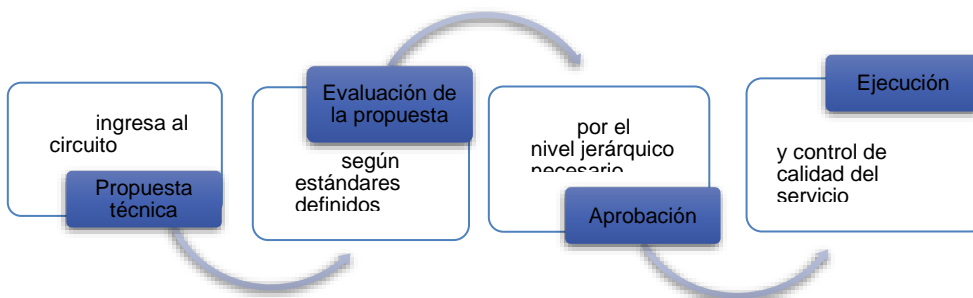 ingresa al
circuito
Propuesta
técnica
Evaluación de
la propuesta
según
estándares
definidos
por el
nivel jerárquico
necesario
Aprobación
Ejecución
y control de
calidad del
servicio